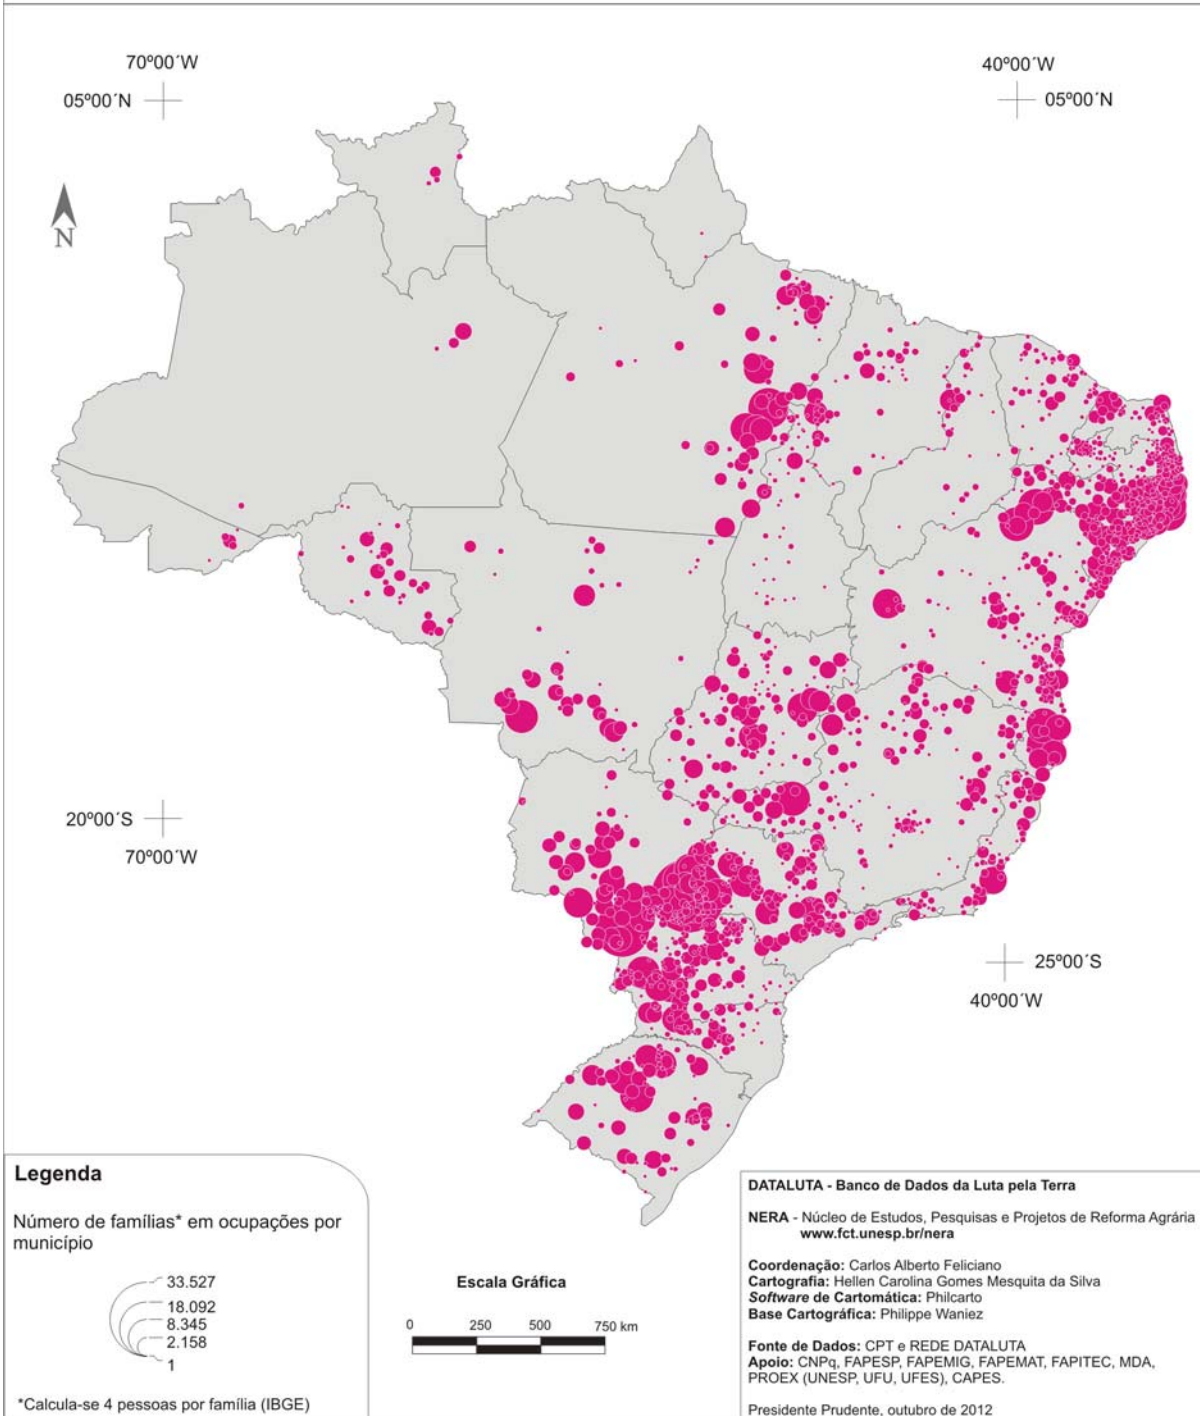 70º00´W
40º00´W
05º00´N
05º00´N
N
20º00´S
70º00´W
25º00´S
40º00´W
Legenda
Número de famílias* em ocupações por
município
33.527
18.092
8.345
2.158
1
*Calcula-se 4 pessoas por família (IBGE)
Escala Gráfica
0 250 500 750 km
DATALUTA - Banco de Dados da Luta pela Terra
NERA - Núcleo de Estudos, Pesquisas e Projetos de Reforma Agrária
www.fct.unesp.br/nera
Coordenação: Carlos Alberto Feliciano
Cartografia: Hellen Carolina Gomes Mesquita da Silva
Software de Cartomática: Philcarto
Base Cartográfica: Philippe Waniez
Fonte de Dados: CPT e REDE DATALUTA
Apoio: CNPq, FAPESP, FAPEMIG, FAPEMAT, FAPITEC, MDA,
PROEX (UNESP, UFU, UFES), CAPES.
Presidente Prudente, outubro de 2012